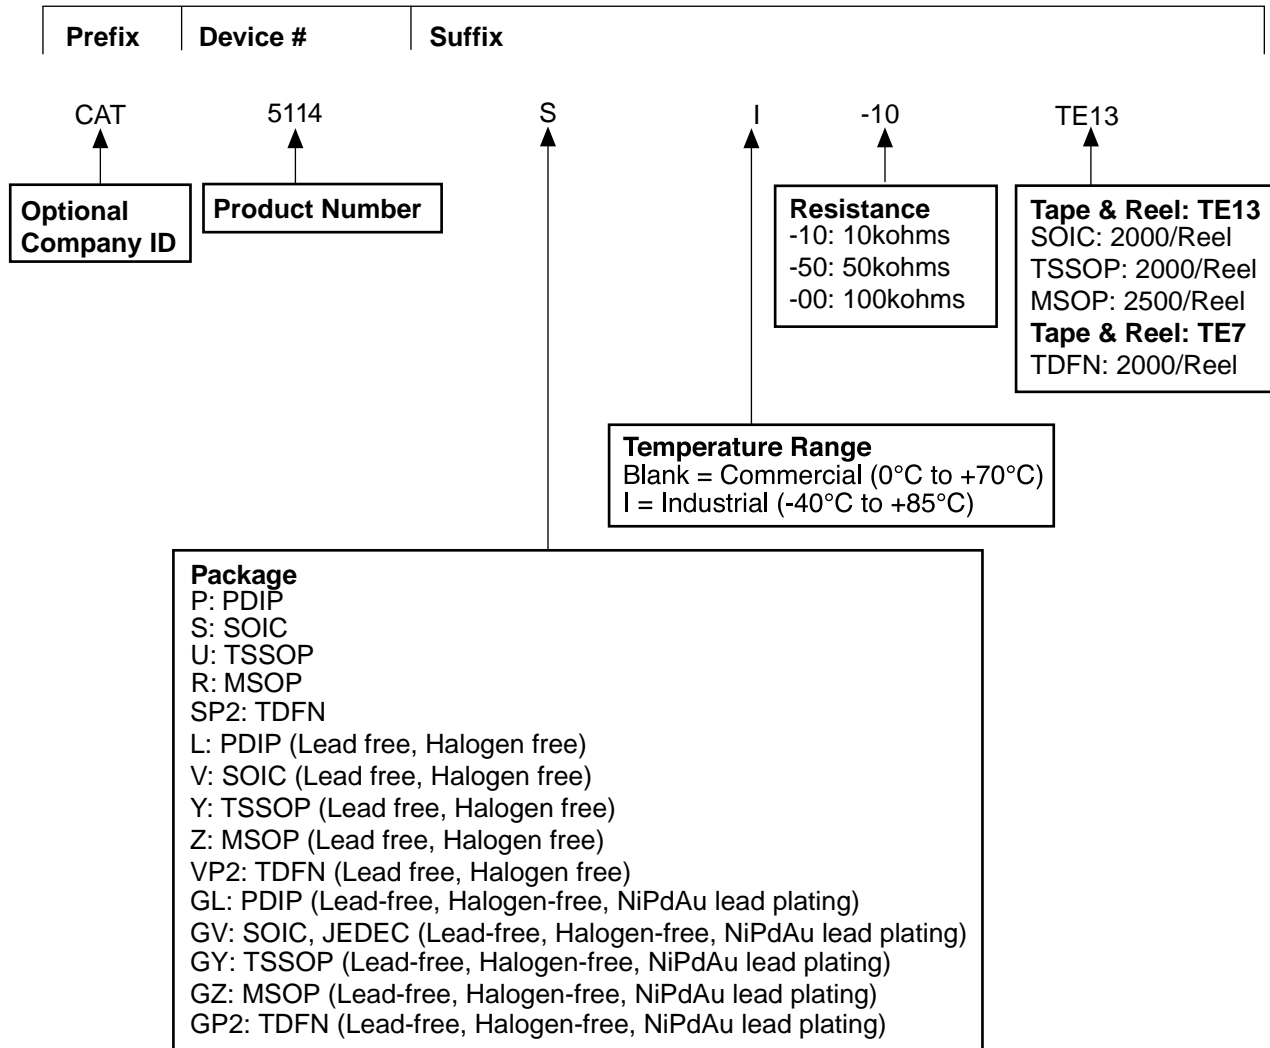 Prefix Device # Suffix
CAT 5114 S I -10 TE13
Optional
Company ID
Product Number
Resistance
-10: 10kohms
-50: 50kohms
-00: 100kohms
Tape & Reel: TE13
SOIC: 2000/Reel
TSSOP: 2000/Reel
MSOP: 2500/Reel
Tape & Reel: TE7
TDFN: 2000/Reel
Temperature Range
Blank = Commercial (0°C to +70°C)
I = Industrial (-40°C to +85°C)
Package
P: PDIP
S: SOIC
U: TSSOP
R: MSOP
SP2: TDFN
L: PDIP (Lead free, Halogen free)
V: SOIC (Lead free, Halogen free)
Y: TSSOP (Lead free, Halogen free)
Z: MSOP (Lead free, Halogen free)
VP2: TDFN (Lead free, Halogen free)
GL: PDIP (Lead-free, Halogen-free, NiPdAu lead plating)
GV: SOIC, JEDEC (Lead-free, Halogen-free, NiPdAu lead plating)
GY: TSSOP (Lead-free, Halogen-free, NiPdAu lead plating)
GZ: MSOP (Lead-free, Halogen-free, NiPdAu lead plating)
GP2: TDFN (Lead-free, Halogen-free, NiPdAu lead plating)